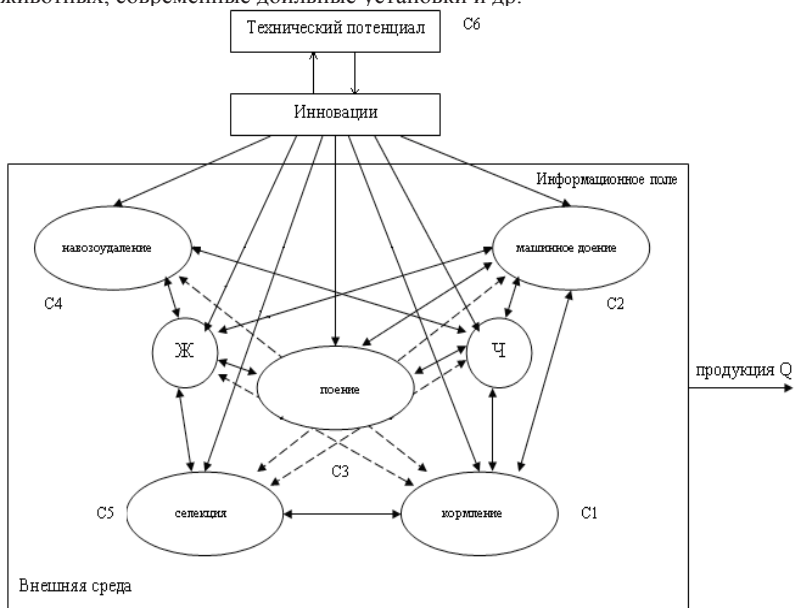 животных, современные доильные установки и др.
Технический потенциал
С6
Инновации
Информационное поле
навозоудаление
машинное доение
С4
С2
Ж
Ч
поение
продукция Q
С3
С5
селекция
кормление
С1
Внешняя среда